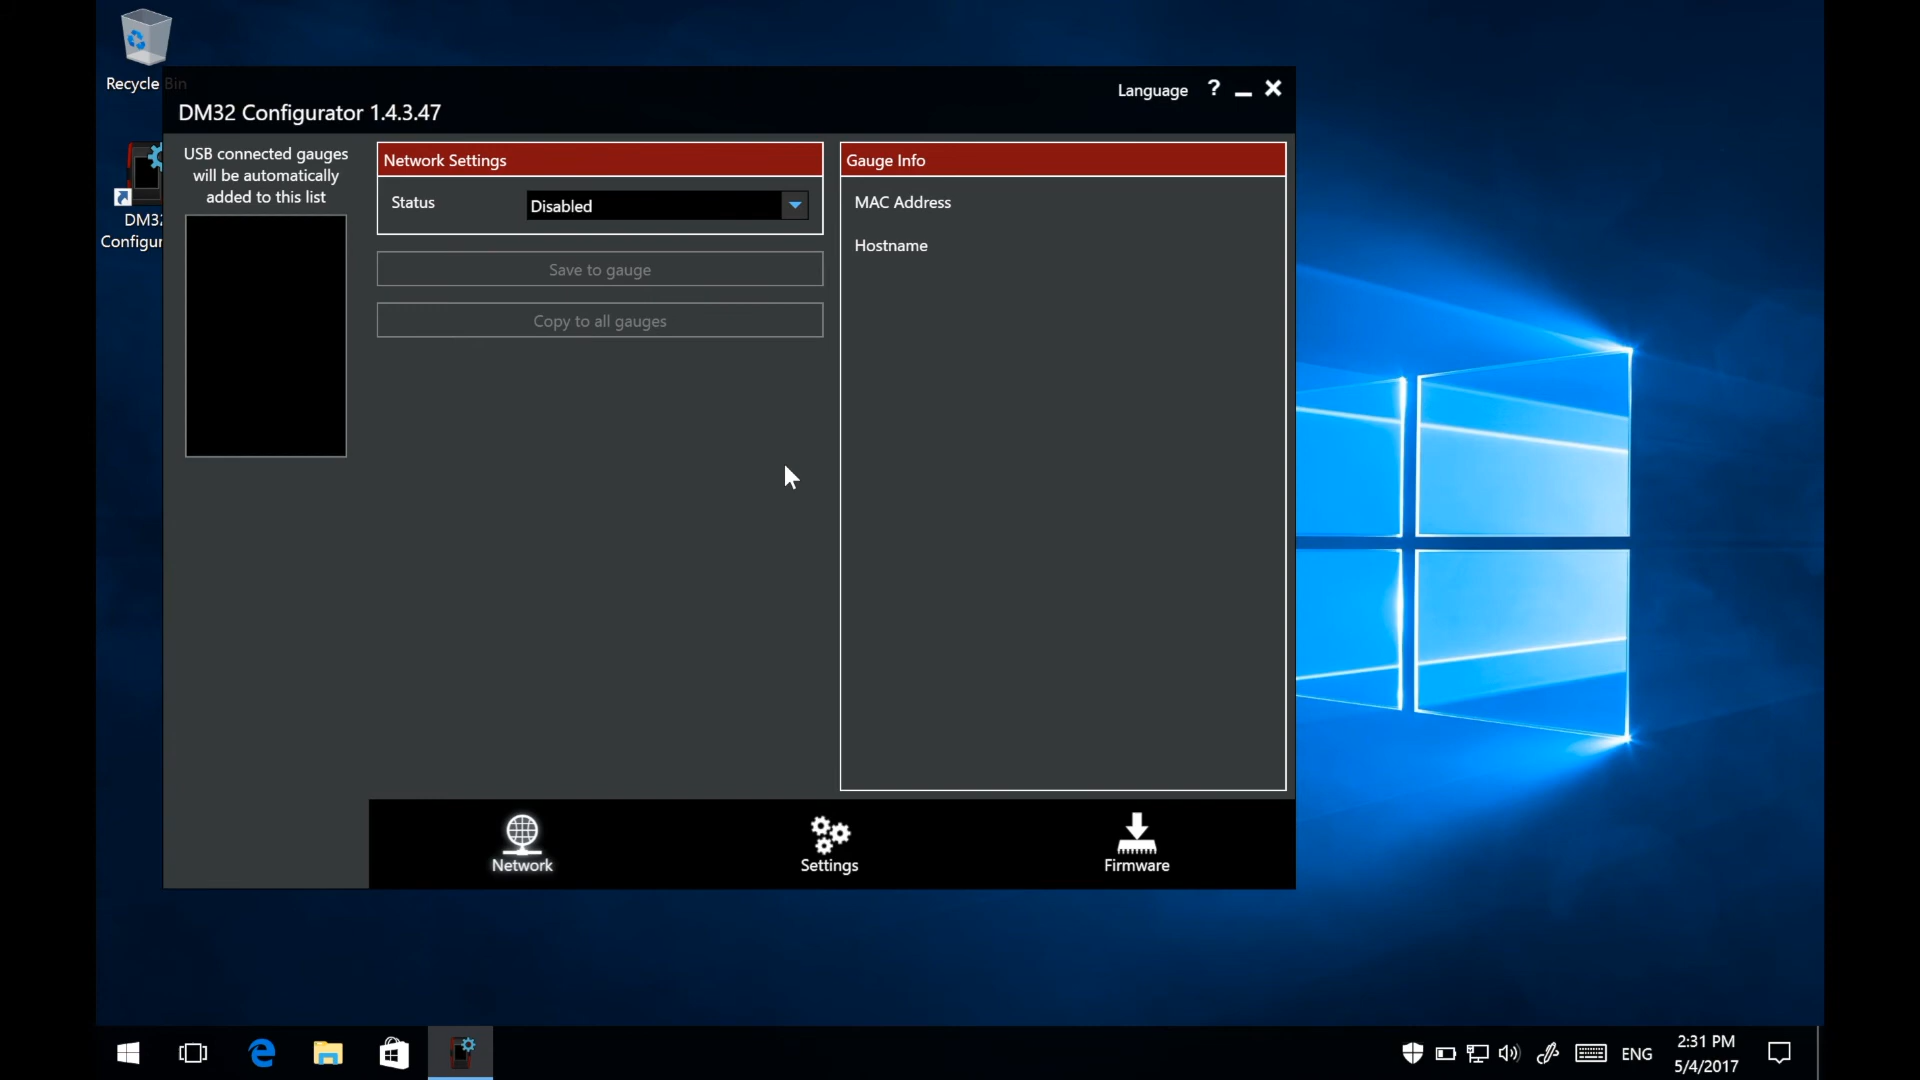 Recycle Bin
DM32
Configur
Language ?
DM32 Configurator 1.4.3.47
USB connected gauges
will be automatically
added to this list
Network Settings
Status
Disabled
Save to gauge
Copy to all gauges
Gauge Info
MAC Address
Hostname
Network
Settings
Firmware
ENG
2:31 PM
5/4/2017